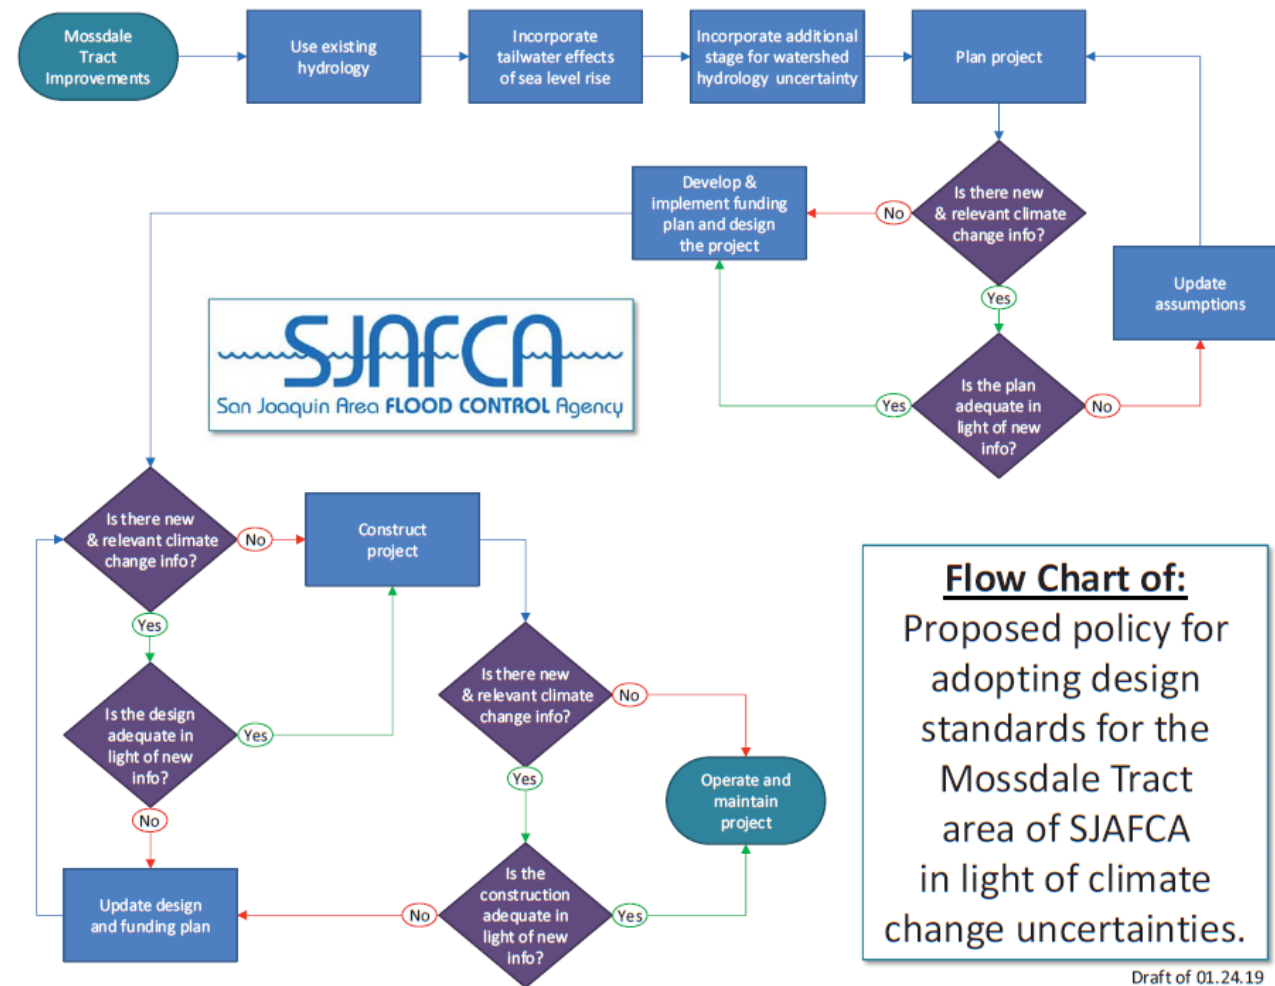 Mossdale
Tract
Improvements
Use existing
hydrology
Incorporate
tailwater effects
of sea level rise
Incorporate additional
stage for watershed
hydrology uncertainty
Plan project
Is there new
& relevant climate
change info?
No
Develop &
implement funding
plan and design
the project
Yes
Update
assumptions
Is the plan
adequate in
light of new
info?
Yes
No
SJAFCA
San Joaquin Area FLOOD CONTROL Agency
Is there new
& relevant climate
change info?
No
Construct
project
Yes
Is the design
adequate in
light of new
info?
Yes
No
Update design
and funding plan
Is there new
& relevant climate
change info?
No
Yes
Operate and
maintain
project
Is the
construction
adequate in
light of new
info?
No
Yes
Flow Chart of:
Proposed policy for
adopting design
standards for the
Mossdale Tract
area of SJAFCA
in light of climate
change uncertainties.
Draft of 01.24.19